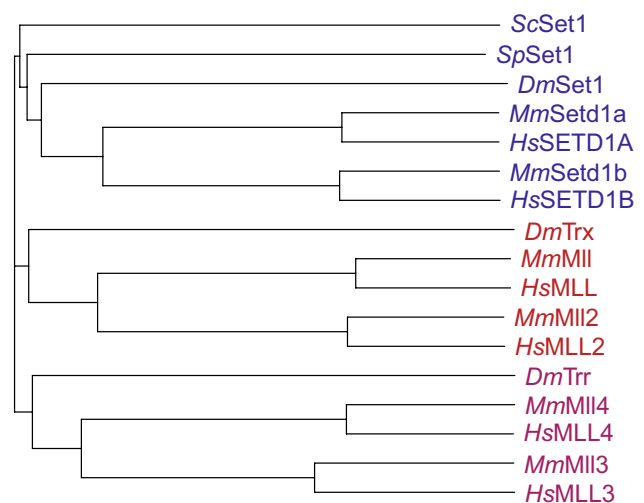 ScSet1
SpSet1
DmSet1
MmSetd1a
HsSETD1A
MmSetd1b
HsSETD1B
DmTrx
MmMll
HsMLL
MmMll2
HsMLL2
DmTrr
MmMll4
HsMLL4
MmMll3
HsMLL3